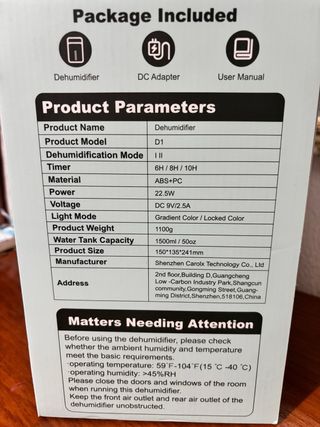 Package Included
Dehumidifier
DC Adapter
User Manual
Product Parameters
Product Name Dehumidifier
Product Model D1
Dehumidification Mode I II
Timer 6H / 8H / 10H
Material ABS+PC
Power 22.5W
Voltage DC 9V/2.5A
Light Mode Gradient Color / Locked Color
Product Weight 1100g
Water Tank Capacity 1500ml / 50oz
Product Size 150*135*241mm
Manufacturer Shenzhen Carolx Technology Co., Ltd
Address 2nd floor,Building D,Guangcheng
Low -Carbon Industry Park,Shangcun
community,Gongming Street,Guang-
ming District,Shenzhen,518106,China
Matters Needing Attention
Before using the dehumidifier, please check
whether the ambient humidity and temperature
meet the basic requirements.
·operating temperature: 59°F-104°F(15 ℃ -40 ℃)
·operating humidity: >45%RH
Please close the doors and windows of the room
when running this dehumidifier.
Keep the front air outlet and rear air outlet of the
dehumidifier unobstructed.